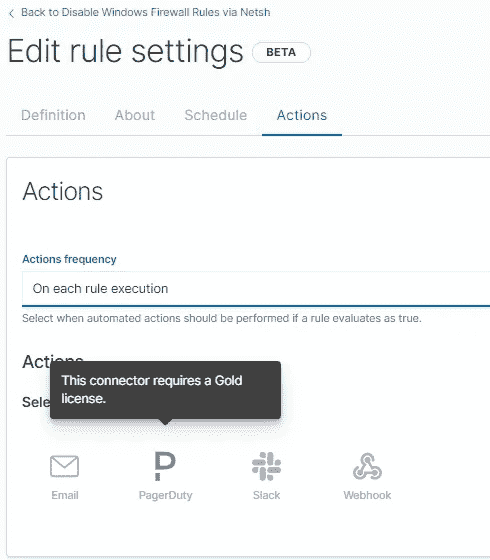 Back to Disable Windows Firewall Rules via Netsh
Edit rule settings BETA
Definition About Schedule Actions
Actions
Actions frequency
On each rule execution
Select when automated actions should be performed if a rule evaluates as true.
Actions
This connector requires a Gold
license.
Sele
Email PagerDuty Slack Webhook